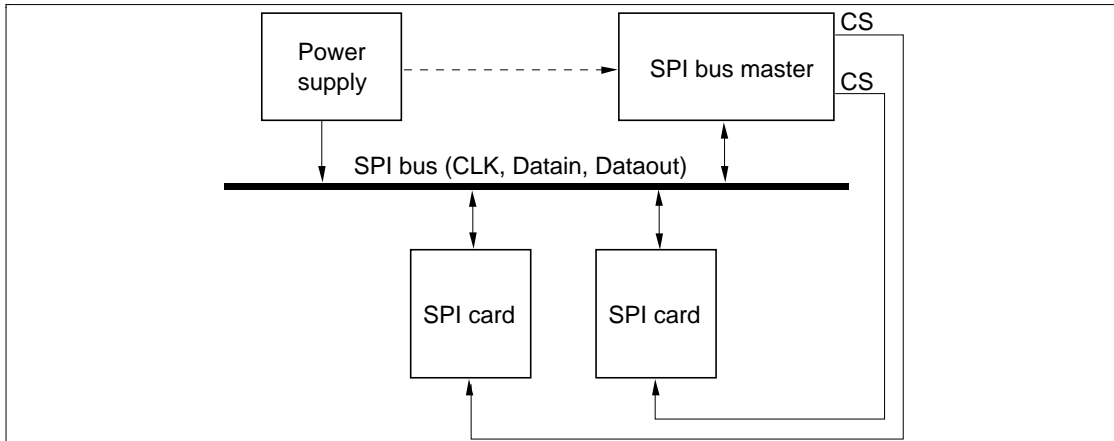 Power
supply
SPI bus master
CS
CS
SPI bus (CLK, Datain, Dataout)
SPI card
SPI card